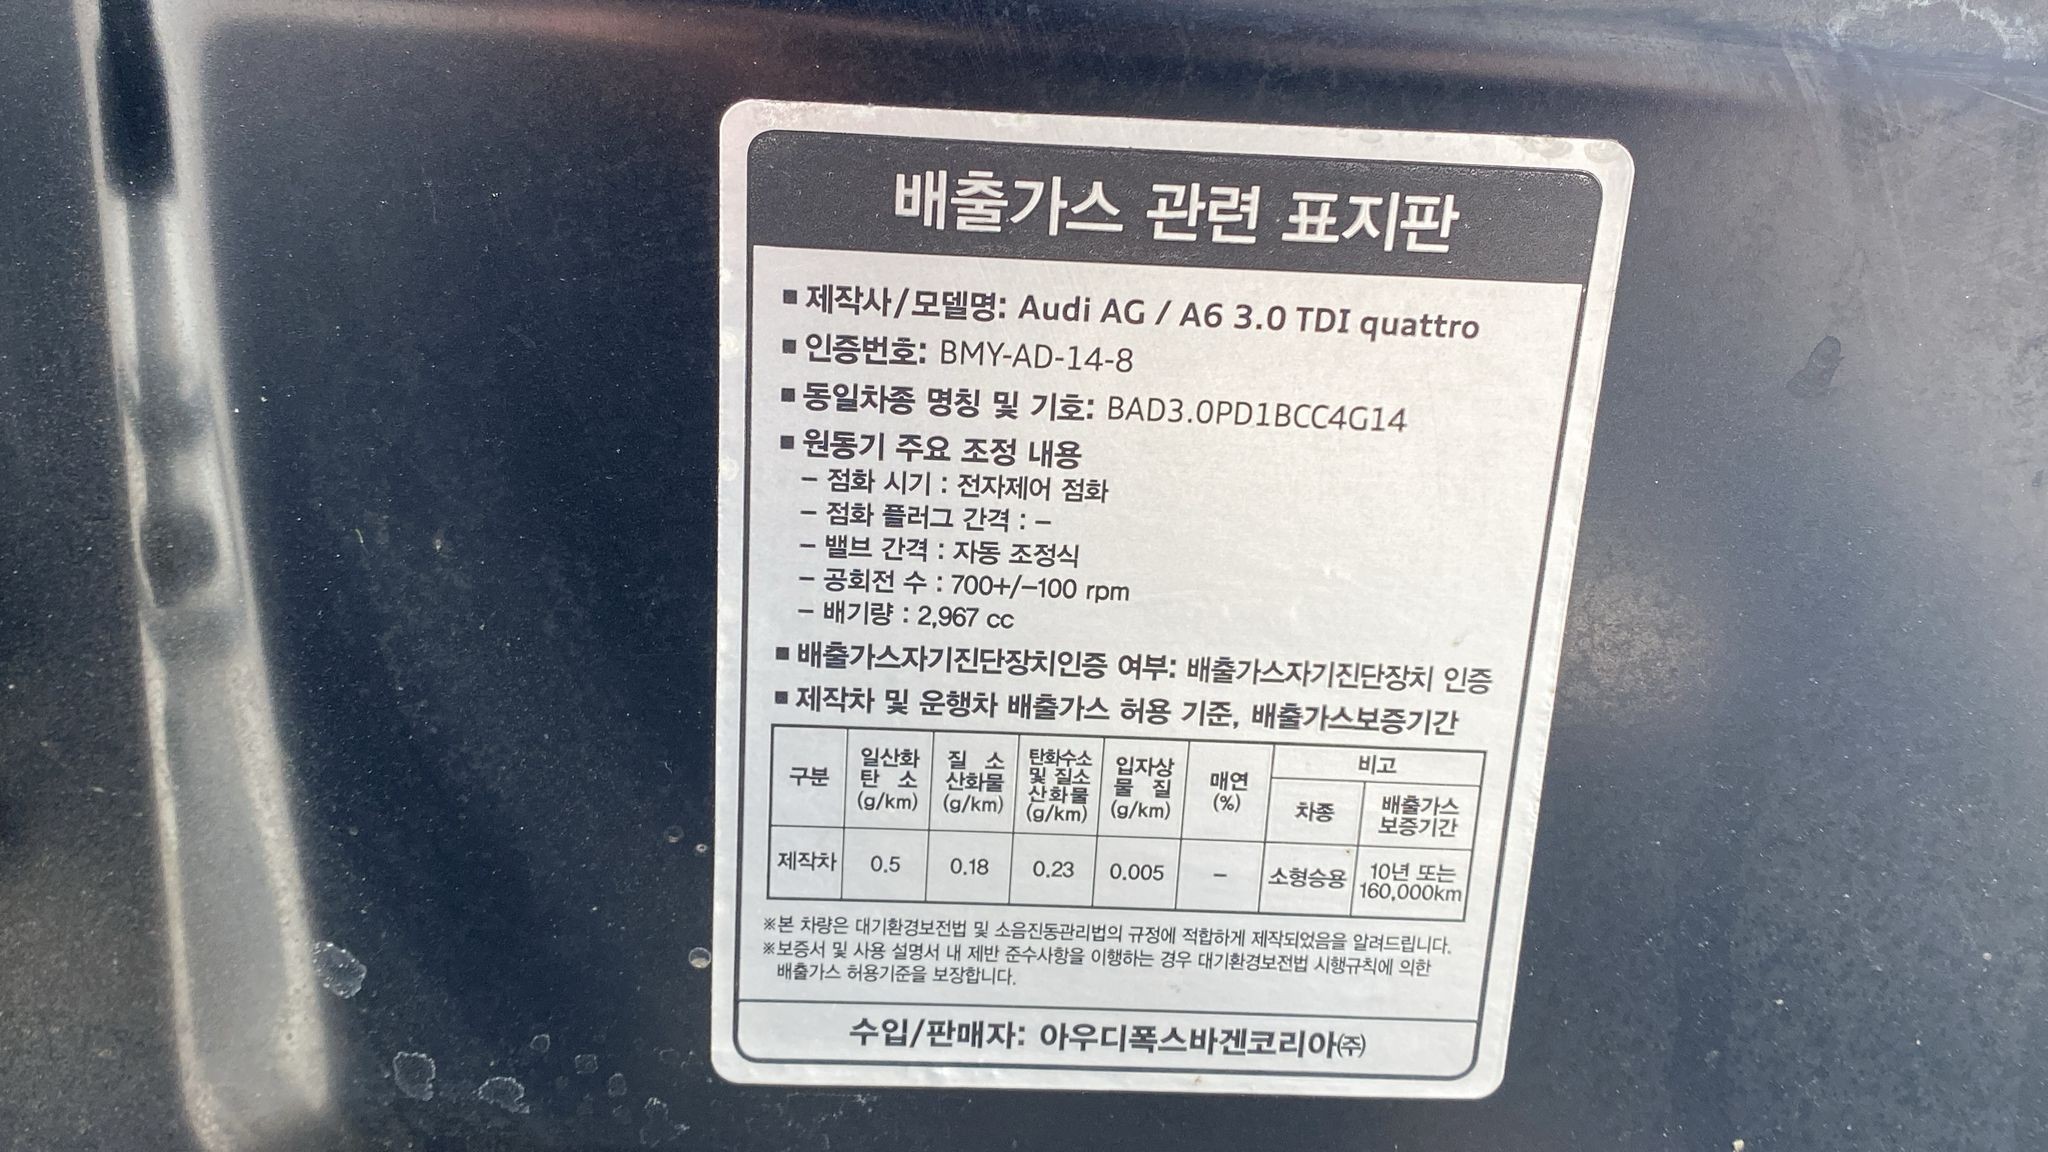 배출가스 관련 표지판
▪ 제작사/모델명: Audi AG / A6 3.0 TDI quattro
▪ 인증번호: BMY-AD-14-8
▪ 동일차종 명칭 및 기호: BAD3.0PD1BCC4G14
▪ 원동기 주요 조정 내용
– 점화 시기 : 전자제어 점화
– 점화 플러그 간격 : –
– 밸브 간격 : 자동 조정식
– 공회전 수 : 700+/–100 rpm
– 배기량 : 2,967 cc
▪ 배출가스자기진단장치인증 여부: 배출가스자기진단장치 인증
▪ 제작차 및 운행차 배출가스 허용 기준, 배출가스보증기간
구분
일산화
탄 소
(g/km)
질 소
산화물
(g/km)
탄화수소
및 질소
산화물
(g/km)
입자상
물 질
(g/km)
매연
(%)
비고
차종
배출가스
보증기간
제작차 0.5 0.18 0.23 0.005 – 소형승용
10년 또는
160,000km
※본 차량은 대기환경보전법 및 소음진동관리법의 규정에 적합하게 제작되었음을 알려드립니다.
※보증서 및 사용 설명서 내 제반 준수사항을 이행하는 경우 대기환경보전법 시행규칙에 의한
배출가스 허용기준을 보장합니다.
수입/판매자: 아우디폭스바겐코리아(주)